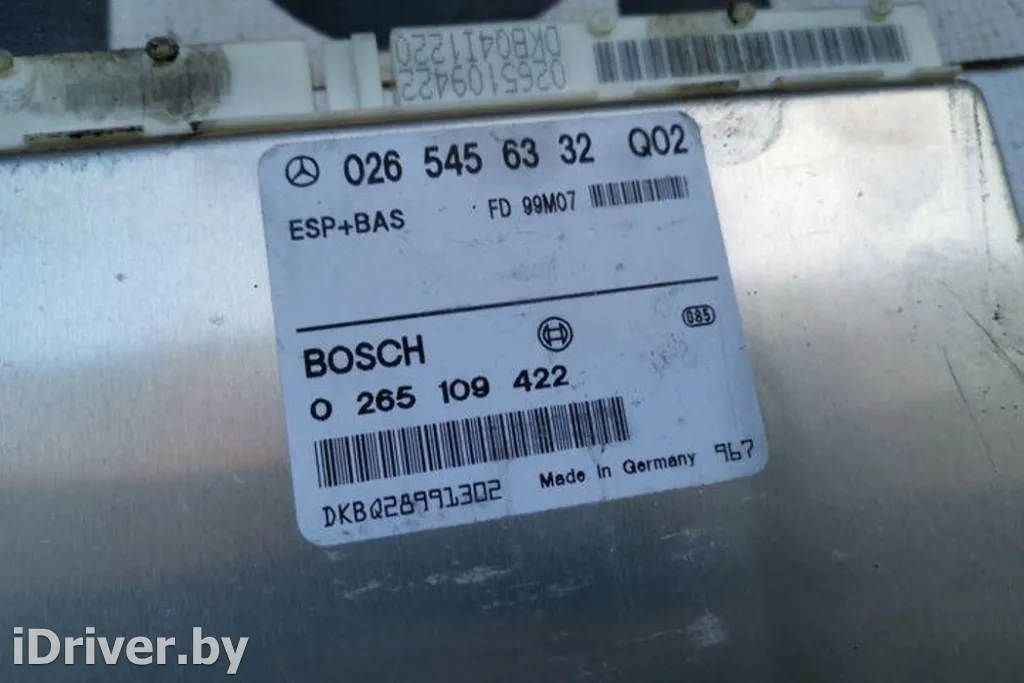 0265109422
DKB04I1220
026 545 63 32 Q02
ESP+BAS FD 99M07
085
BOSCH
0 265 109 422
Made in Germany 967
DKBQ28991302
iDriver.by